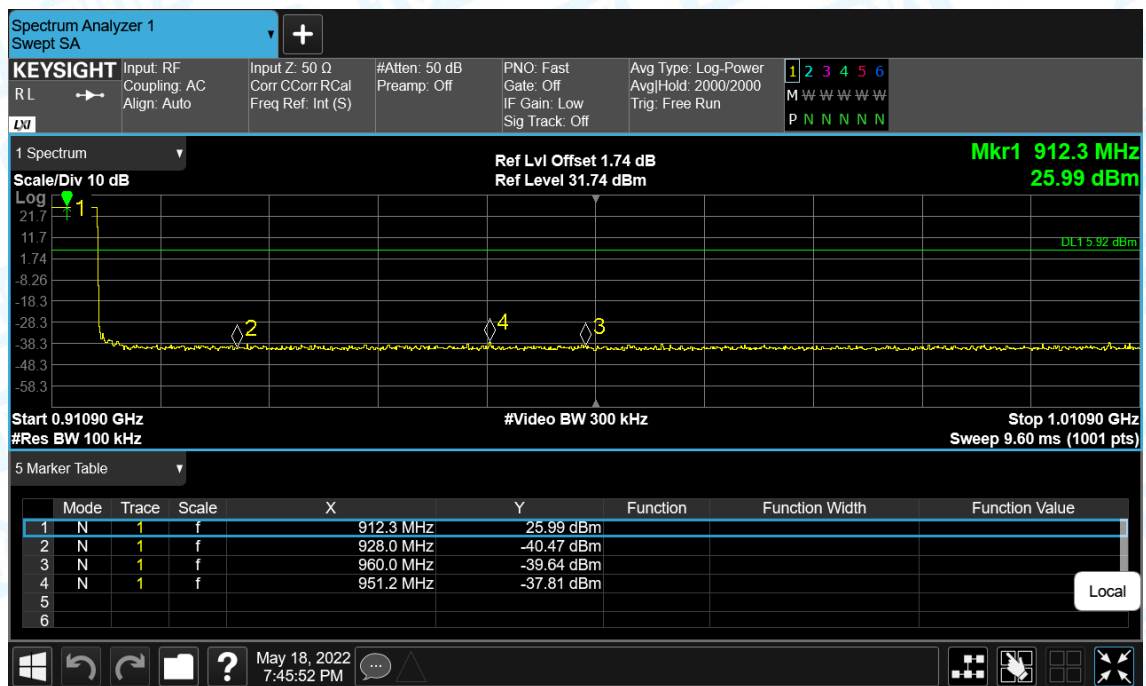 Spectrum Analyzer 1
Swept SA
+
KEYSIGHT Input: RF Input Z: 50 Ω #Atten: 50 dB PNO: Fast Avg Type: Log-Power 1 2 3 4 5 6
R L Coupling: AC Corr CCorr RCal Preamp: Off Gate: Off Avg|Hold: 2000/2000 M W W W W W
Align: Auto Freq Ref: Int (S) IF Gain: Low Trig: Free Run
LXI Sig Track: Off P N N N N N
1 Spectrum
Ref Lvl Offset 1.74 dB Mkr1 912.3 MHz
Scale/Div 10 dB Ref Level 31.74 dBm 25.99 dBm
Log
1
21.7
11.7
DL1 5.92 dBm
1.74
-8.26
-18.3
-28.3
2 4 3
-38.3
-48.3
-58.3
Start 0.91090 GHz #Video BW 300 kHz Stop 1.01090 GHz
#Res BW 100 kHz Sweep 9.60 ms (1001 pts)
5 Marker Table
Mode Trace Scale X Y Function Function Width Function Value
1 N 1 f 912.3 MHz 25.99 dBm
2 N 1 f 928.0 MHz -40.47 dBm
3 N 1 f 960.0 MHz -39.64 dBm
4 N 1 f 951.2 MHz -37.81 dBm
5
6
Local
?
May 18, 2022
7:45:52 PM